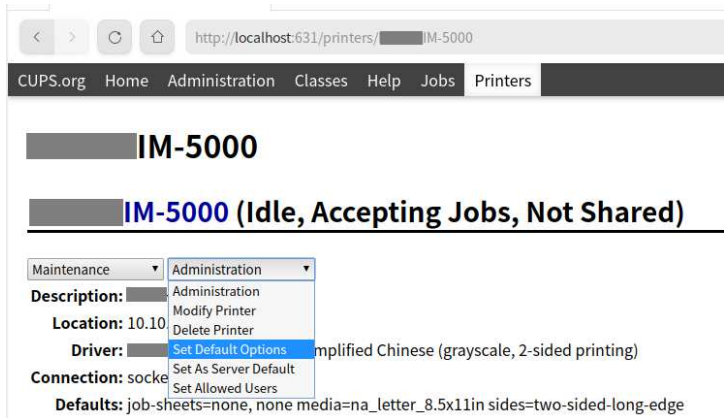 http://localhost:631/printers/ IM-5000
CUPS.org Home Administration Classes Help Jobs Printers
IM-5000
IM-5000 (Idle, Accepting Jobs, Not Shared)
Maintenance Administration
Description:
Administration
Modify Printer
Location: 10.10
Delete Printer
Driver:
Set Default Options
mplified Chinese (grayscale, 2-sided printing)
Set As Server Default
Connection: socke
Set Allowed Users
Defaults: job-sheets=none, none media=na_letter_8.5x11in sides=two-sided-long-edge